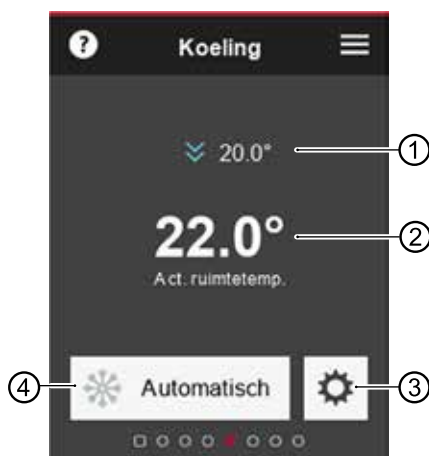 ?
Koeling
20.0°
1
22.0°
2
Act. ruimtetemp.
4
Automatisch
3